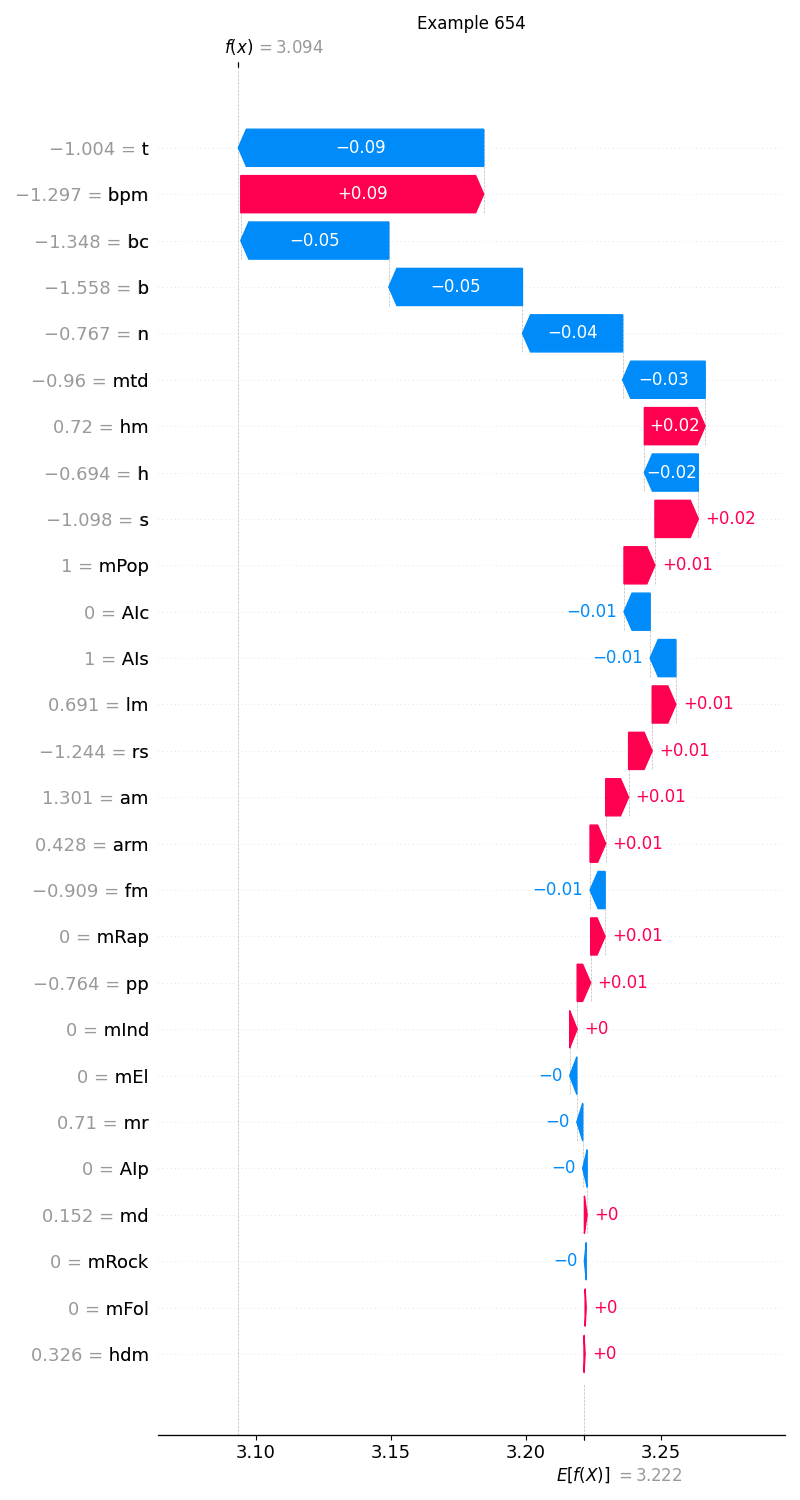 Example 654
f(x) = 3.094
−1.004 = t −0.09
−1.297 = bpm +0.09
−1.348 = bc −0.05
−1.558 = b −0.05
−0.767 = n −0.04
−0.96 = mtd −0.03
0.72 = hm +0.02
−0.694 = h −0.02
−1.098 = s +0.02
1 = mPop +0.01
0 = AIc −0.01
1 = AIs −0.01
0.691 = lm +0.01
−1.244 = rs +0.01
1.301 = am +0.01
0.428 = arm +0.01
−0.909 = fm −0.01
0 = mRap +0.01
−0.764 = pp +0.01
0 = mInd +0
0 = mEl −0
0.71 = mr −0
0 = AIp −0
0.152 = md +0
0 = mRock −0
0 = mFol +0
0.326 = hdm +0
3.10 3.15 3.20 3.25
E[f(X)] = 3.222